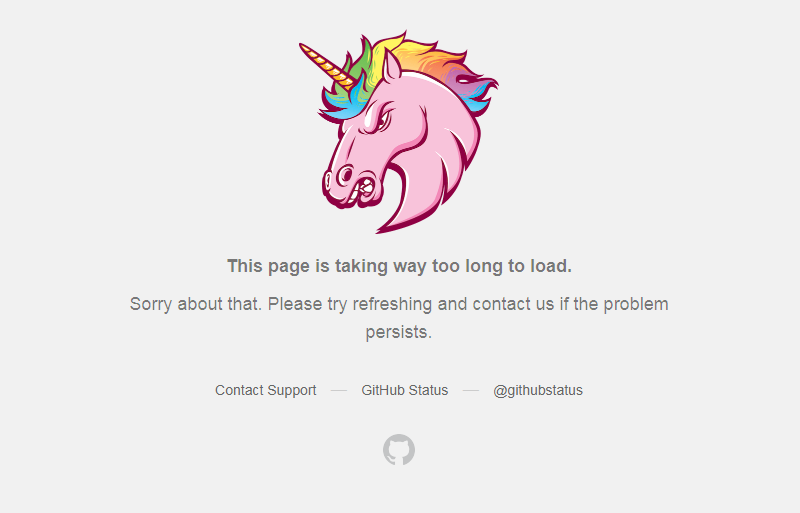 This page is taking way too long to load.
Sorry about that. Please try refreshing and contact us if the problem
persists.
Contact Support — GitHub Status — @githubstatus